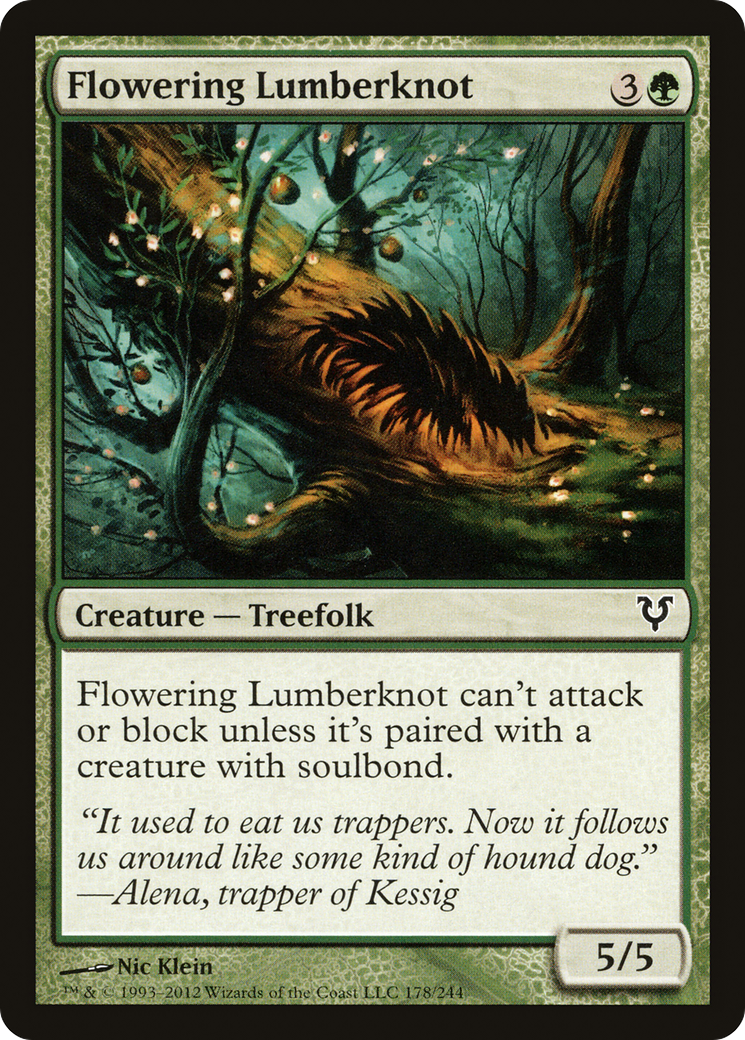 Flowering Lumberknot 3
Creature — Treefolk
Flowering Lumberknot can't attack
or block unless it's paired with a
creature with soulbond.
"It used to eat us trappers. Now it follows
us around like some kind of hound dog."
—Alena, trapper of Kessig
5/5
Nic Klein
™ & © 1993–2012 Wizards of the Coast LLC 178/244